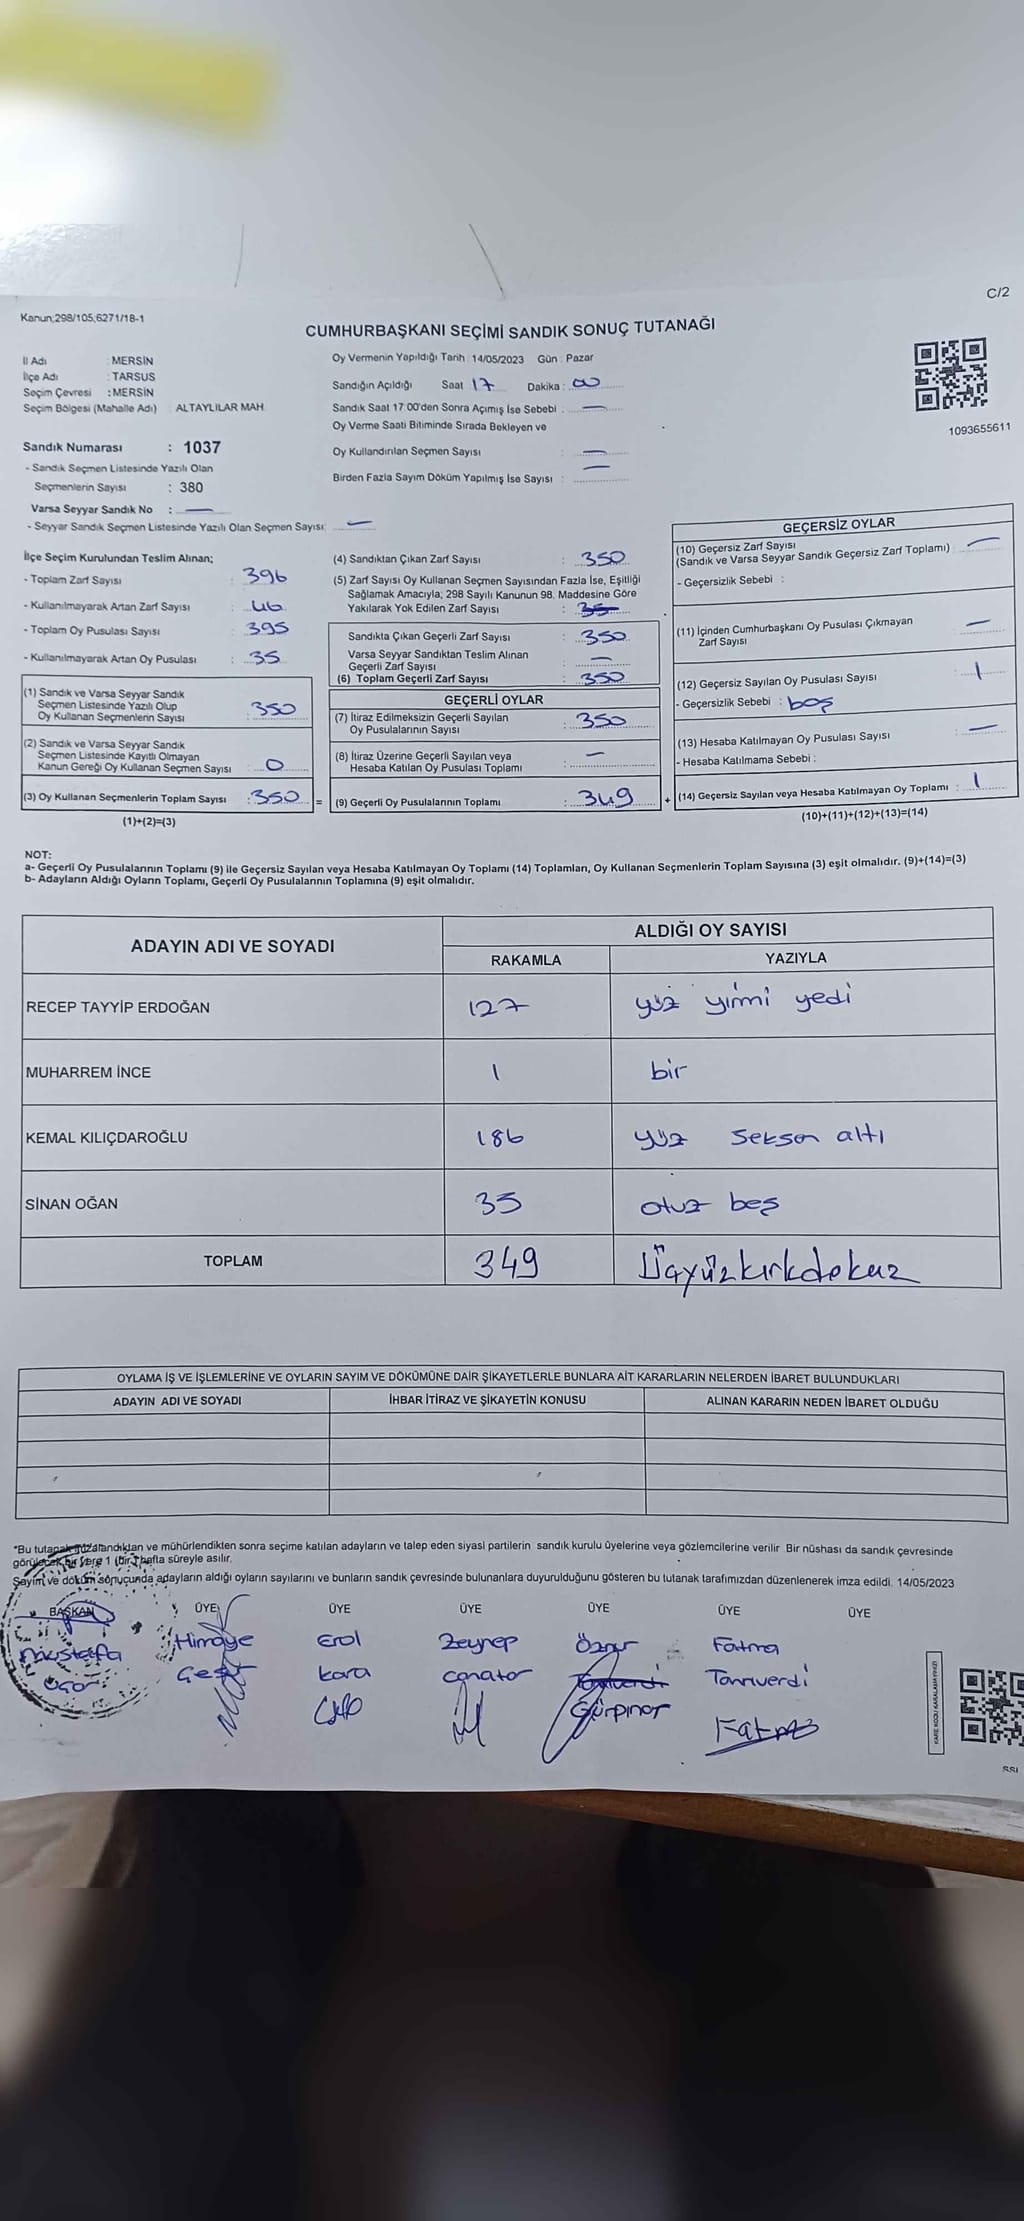 C/2
Kanun;298/105;6271/18-1
CUMHURBAŞKANI SEÇİMİ SANDIK SONUÇ TUTANAĞI
İl Adı : MERSİN
İlçe Adı : TARSUS
Seçim Çevresi : MERSİN
Seçim Bölgesi (Mahalle Adı) : ALTAYLILAR MAH.
Sandık Numarası : 1037
- Sandık Seçmen Listesinde Yazılı Olan
Seçmenlerin Sayısı : 380
Varsa Seyyar Sandık No : —
- Seyyar Sandık Seçmen Listesinde Yazılı Olan Seçmen Sayısı: —
Oy Vermenin Yapıldığı Tarih : 14/05/2023 Gün : Pazar
Sandığın Açıldığı Saat 17 Dakika : 00
Sandık Saat 17:00'den Sonra Açımış İse Sebebi : —
Oy Verme Saati Bitiminde Sırada Bekleyen ve
Oy Kullandırılan Seçmen Sayısı : —
Birden Fazla Sayım Döküm Yapılmış İse Sayısı : —
1093655611
İlçe Seçim Kurulundan Teslim Alınan;
- Toplam Zarf Sayısı : 396
- Kullanılmayarak Artan Zarf Sayısı : 46
- Toplam Oy Pusulası Sayısı : 395
- Kullanılmayarak Artan Oy Pusulası : 35
(1) Sandık ve Varsa Seyyar Sandık
Seçmen Listesinde Yazılı Olup
Oy Kullanan Seçmenlerin Sayısı : 350
(2) Sandık ve Varsa Seyyar Sandık
Seçmen Listesinde Kayıtlı Olmayan
Kanun Gereği Oy Kullanan Seçmen Sayısı : 0
(3) Oy Kullanan Seçmenlerin Toplam Sayısı : 350 =
(1)+(2)=(3)
(4) Sandıktan Çıkan Zarf Sayısı : 350
(5) Zarf Sayısı Oy Kullanan Seçmen Sayısından Fazla İse, Eşitliği
Sağlamak Amacıyla; 298 Sayılı Kanunun 98. Maddesine Göre
Yakılarak Yok Edilen Zarf Sayısı : 35
Sandıkta Çıkan Geçerli Zarf Sayısı : 350
Varsa Seyyar Sandıktan Teslim Alınan
Geçerli Zarf Sayısı : —
(6) Toplam Geçerli Zarf Sayısı : 350
GEÇERLİ OYLAR
(7) İtiraz Edilmeksizin Geçerli Sayılan
Oy Pusulalarının Sayısı : 350
(8) İtiraz Üzerine Geçerli Sayılan veya
Hesaba Katılan Oy Pusulası Toplamı : —
(9) Geçerli Oy Pusulalarının Toplamı : 349 +
GEÇERSİZ OYLAR
(10) Geçersiz Zarf Sayısı
(Sandık ve Varsa Seyyar Sandık Geçersiz Zarf Toplamı) : —
- Geçersizlik Sebebi :
(11) İçinden Cumhurbaşkanı Oy Pusulası Çıkmayan
Zarf Sayısı : —
(12) Geçersiz Sayılan Oy Pusulası Sayısı : 1
- Geçersizlik Sebebi : boş
(13) Hesaba Katılmayan Oy Pusulası Sayısı : —
- Hesaba Katılmama Sebebi :
(14) Geçersiz Sayılan veya Hesaba Katılmayan Oy Toplamı : 1
(10)+(11)+(12)+(13)=(14)
NOT:
a- Geçerli Oy Pusulalarının Toplamı (9) ile Geçersiz Sayılan veya Hesaba Katılmayan Oy Toplamı (14) Toplamları, Oy Kullanan Seçmenlerin Toplam Sayısına (3) eşit olmalıdır. (9)+(14)=(3)
b- Adayların Aldığı Oyların Toplamı, Geçerli Oy Pusulalarının Toplamına (9) eşit olmalıdır.
ADAYIN ADI VE SOYADI ALDIĞI OY SAYISI
RAKAMLA YAZIYLA
RECEP TAYYİP ERDOĞAN 127 yüz yirmi yedi
MUHARREM İNCE 1 bir
KEMAL KILIÇDAROĞLU 186 yüz seksen altı
SİNAN OĞAN 35 otuz beş
TOPLAM 349 Üçyüzkırkdokuz
OYLAMA İŞ VE İŞLEMLERİNE VE OYLARIN SAYIM VE DÖKÜMÜNE DAİR ŞİKAYETLERLE BUNLARA AİT KARARLARIN NELERDEN İBARET BULUNDUKLARI
ADAYIN ADI VE SOYADI İHBAR İTİRAZ VE ŞİKAYETİN KONUSU ALINAN KARARIN NEDEN İBARET OLDUĞU
*Bu tutanak imzalandıktan ve mühürlendikten sonra seçime katılan adayların ve talep eden siyasi partilerin sandık kurulu üyelerine veya gözlemcilerine verilir. Bir nüshası da sandık çevresinde
görülecek bir yere 1 (bir) hafta süreyle asılır.
Sayım ve döküm sonucunda adayların aldığı oyların sayılarını ve bunların sandık çevresinde bulunanlara duyurulduğunu gösteren bu tutanak tarafımızdan düzenlenerek imza edildi. 14/05/2023
BAŞKAN ÜYE ÜYE ÜYE ÜYE ÜYE ÜYE
Mustafa Himaye Erol Zeynep Özgür Fatma
Uçar kara canator Tanrıverdi
Gürpınar
Fatma
KARE KODU KARALAMAYINIZ